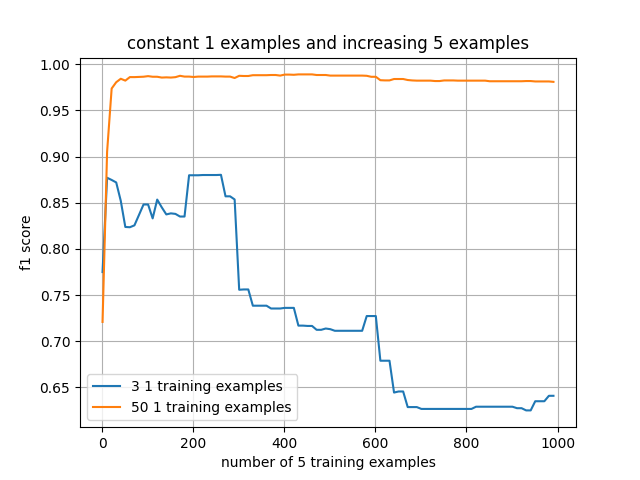 constant 1 examples and increasing 5 examples
1.00
0.95
0.90
0.85
0.80
0.75
0.70
0.65
f1 score
3 1 training examples
50 1 training examples
0 200 400 600 800 1000
number of 5 training examples